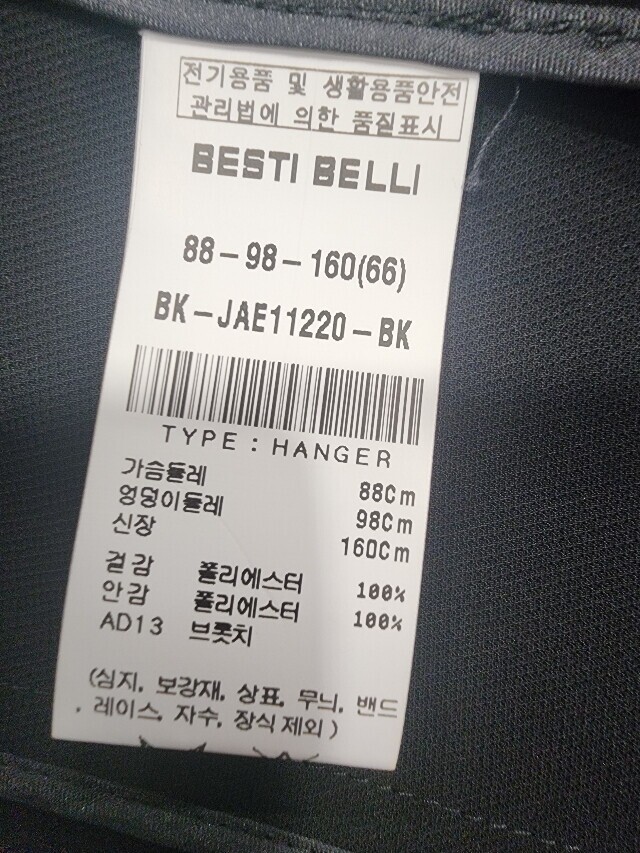 전기용품 및 생활용품안전
관리법에 의한 품질표시
BESTI BELLI
88-98-160(66)
BK-JAE11220-BK
TYPE : HANGER
가슴둘레 88Cm
엉덩이둘레 98Cm
신장 160Cm
겉감 폴리에스터 100%
안감 폴리에스터 100%
AD13 브롯치
(심지, 보강재, 상표, 무늬, 밴드
, 레이스, 자수, 장식제외)